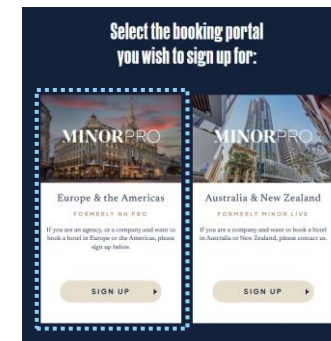 Select the booking portal
you wish to sign up for:
MINORPRO
Europe & the Americas
FORMERLY NH PRO
If you are an agency, or a company and want to
book a hotel in Europe or the Americas, please
sign up below.
SIGN UP
MINORPRO
Australia & New Zealand
FORMERLY MINOR LIVE
If you are a company and want to book a hotel
in Australia or New Zealand, please contact us.
SIGN UP